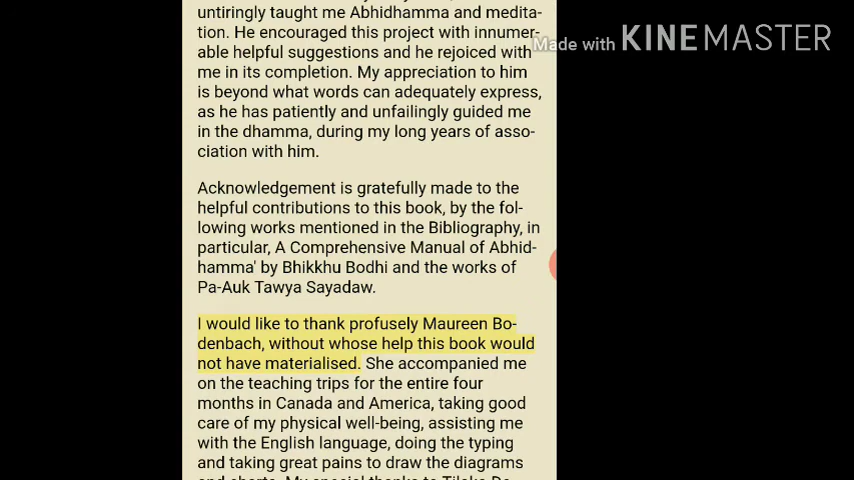 untiringly taught me Abhidhamma and medita-
tion. He encouraged this project with innumer-
able helpful suggestions and he rejoiced with
me in its completion. My appreciation to him
is beyond what words can adequately express,
as he has patiently and unfailingly guided me
in the dhamma, during my long years of asso-
ciation with him.
Acknowledgement is gratefully made to the
helpful contributions to this book, by the fol-
lowing works mentioned in the Bibliography, in
particular, A Comprehensive Manual of Abhid-
hamma' by Bhikkhu Bodhi and the works of
Pa-Auk Tawya Sayadaw.
I would like to thank profusely Maureen Bo-
denbach, without whose help this book would
not have materialised. She accompanied me
on the teaching trips for the entire four
months in Canada and America, taking good
care of my physical well-being, assisting me
with the English language, doing the typing
and taking great pains to draw the diagrams
and charts. My special thanks to Tilaka
Made with KINEMASTER